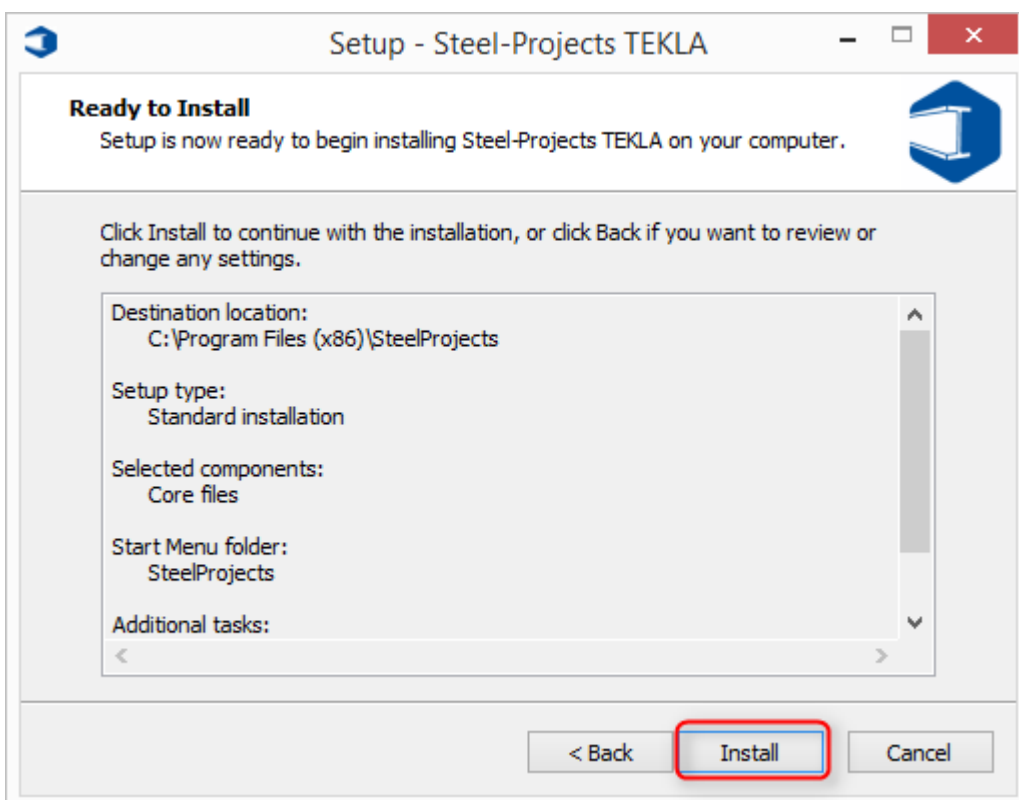 Setup - Steel-Projects TEKLA
Ready to Install
Setup is now ready to begin installing Steel-Projects TEKLA on your computer.
Click Install to continue with the installation, or click Back if you want to review or
change any settings.
Destination location:
C:\Program Files (x86)\SteelProjects
Setup type:
Standard installation
Selected components:
Core files
Start Menu folder:
SteelProjects
Additional tasks:
< Back
Install
Cancel